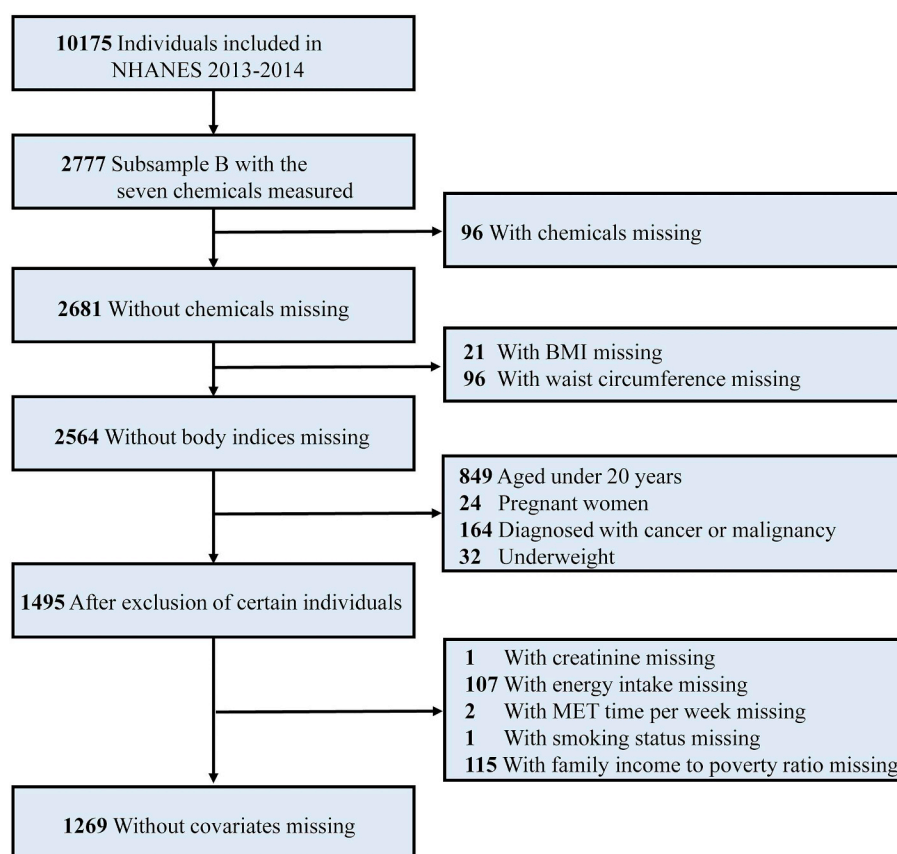 10175 Individuals included in
NHANES 2013-2014
2777 Subsample B with the
seven chemicals measured
96 With chemicals missing
2681 Without chemicals missing
21 With BMI missing
96 With waist circumference missing
2564 Without body indices missing
849 Aged under 20 years
24 Pregnant women
164 Diagnosed with cancer or malignancy
32 Underweight
1495 After exclusion of certain individuals
1 With creatinine missing
107 With energy intake missing
2 With MET time per week missing
1 With smoking status missing
115 With family income to poverty ratio missing
1269 Without covariates missing